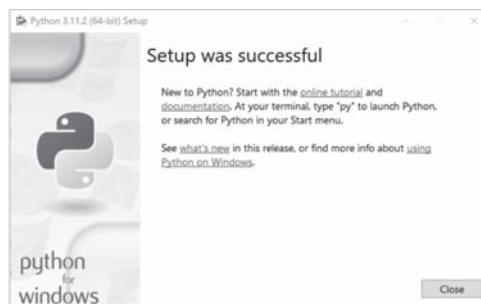 Python 3.11.2 (64-bit) Setup
Setup was successful
New to Python? Start with the online tutorial and
documentation. At your terminal, type "py" to launch Python,
or search for Python in your Start menu.
See what's new in this release, or find more info about using
Python on Windows.
python
for
windows
Close